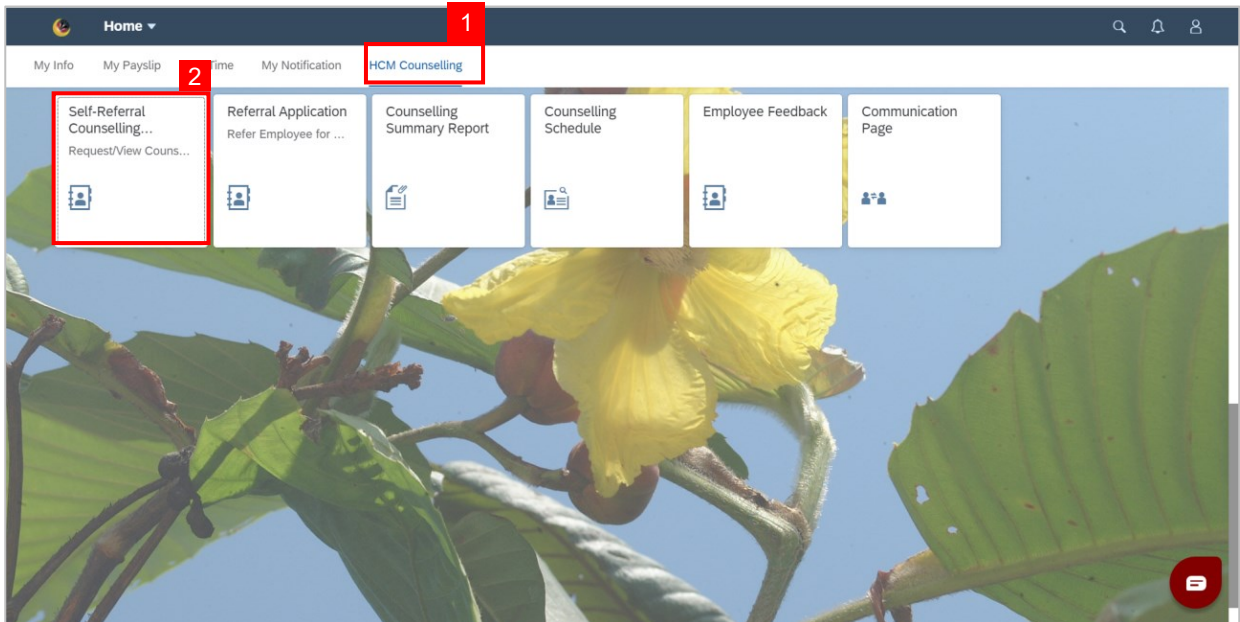 Home
1
My Info
My Payslip
2
ime
My Notification
HCM Counselling
Self-Referral
Counselling...
Request/View Couns...
Referral Application
Refer Employee for ...
Counselling
Summary Report
Counselling
Schedule
Employee Feedback
Communication
Page